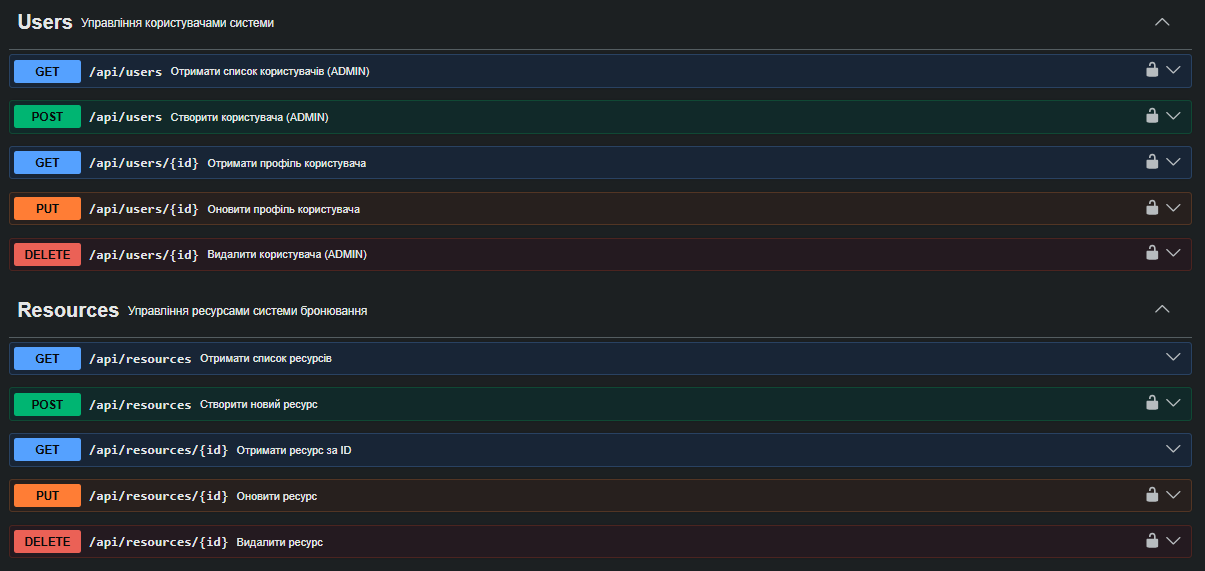 Users Управління користувачами системи
GET /api/users Отримати список користувачів (ADMIN)
POST /api/users Створити користувача (ADMIN)
GET /api/users/{id} Отримати профіль користувача
PUT /api/users/{id} Оновити профіль користувача
DELETE /api/users/{id} Видалити користувача (ADMIN)
Resources Управління ресурсами системи бронювання
GET /api/resources Отримати список ресурсів
POST /api/resources Створити новий ресурс
GET /api/resources/{id} Отримати ресурс за ID
PUT /api/resources/{id} Оновити ресурс
DELETE /api/resources/{id} Видалити ресурс